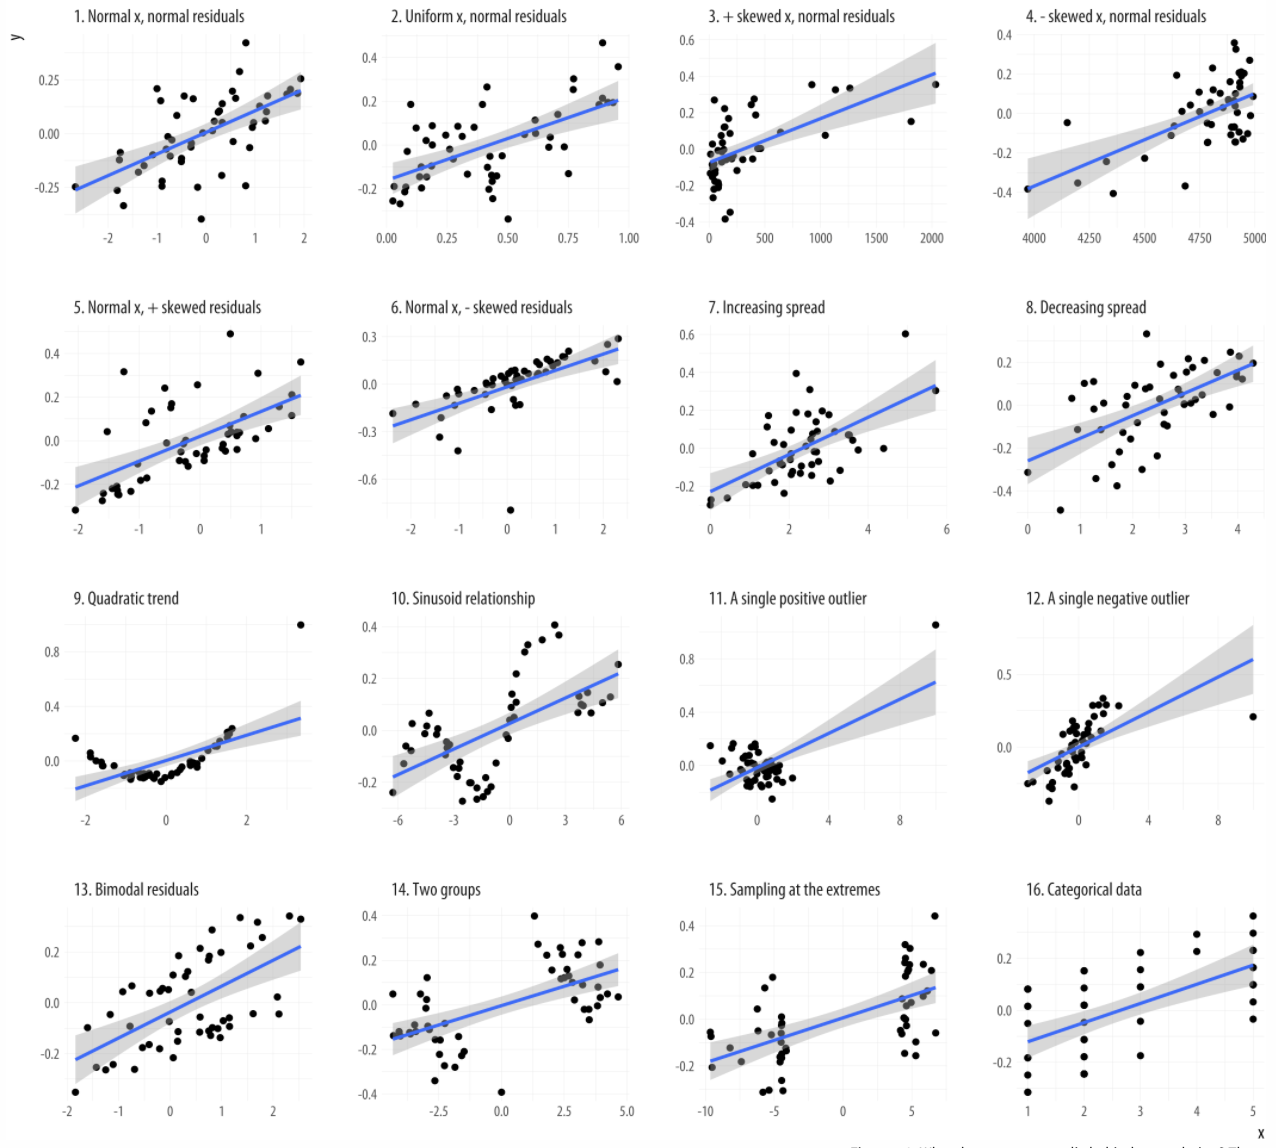 1. Normal x, normal residuals
2. Uniform x, normal residuals
3. + skewed x, normal residuals
4. - skewed x, normal residuals
y
0.25
0.00
-0.25
-2 -1 0 1 2
0.4
0.2
0.0
-0.2
0.00 0.25 0.50 0.75 1.00
0.6
0.4
0.2
0.0
-0.2
-0.4
0 500 1000 1500 2000
0.4
0.2
0.0
-0.2
-0.4
4000 4250 4500 4750 5000
5. Normal x, + skewed residuals
6. Normal x, - skewed residuals
7. Increasing spread
8. Decreasing spread
0.4
0.2
0.0
-0.2
-2 -1 0 1
0.3
0.0
-0.3
-0.6
-2 -1 0 1 2
0.6
0.4
0.2
0.0
-0.2
0 2 4 6
0.2
0.0
-0.2
-0.4
0 1 2 3 4
9. Quadratic trend
10. Sinusoid relationship
11. A single positive outlier
12. A single negative outlier
0.8
0.4
0.0
-2 0 2
0.4
0.2
0.0
-0.2
-6 -3 0 3 6
0.8
0.4
0.0
0 4 8
0.5
0.0
0 4 8
13. Bimodal residuals
14. Two groups
15. Sampling at the extremes
16. Categorical data
0.2
0.0
-0.2
-2 -1 0 1 2
0.4
0.2
0.0
-0.2
-0.4
-2.5 0.0 2.5 5.0
0.4
0.2
0.0
-0.2
-10 -5 0 5
0.2
0.0
-0.2
1 2 3 4 5
x